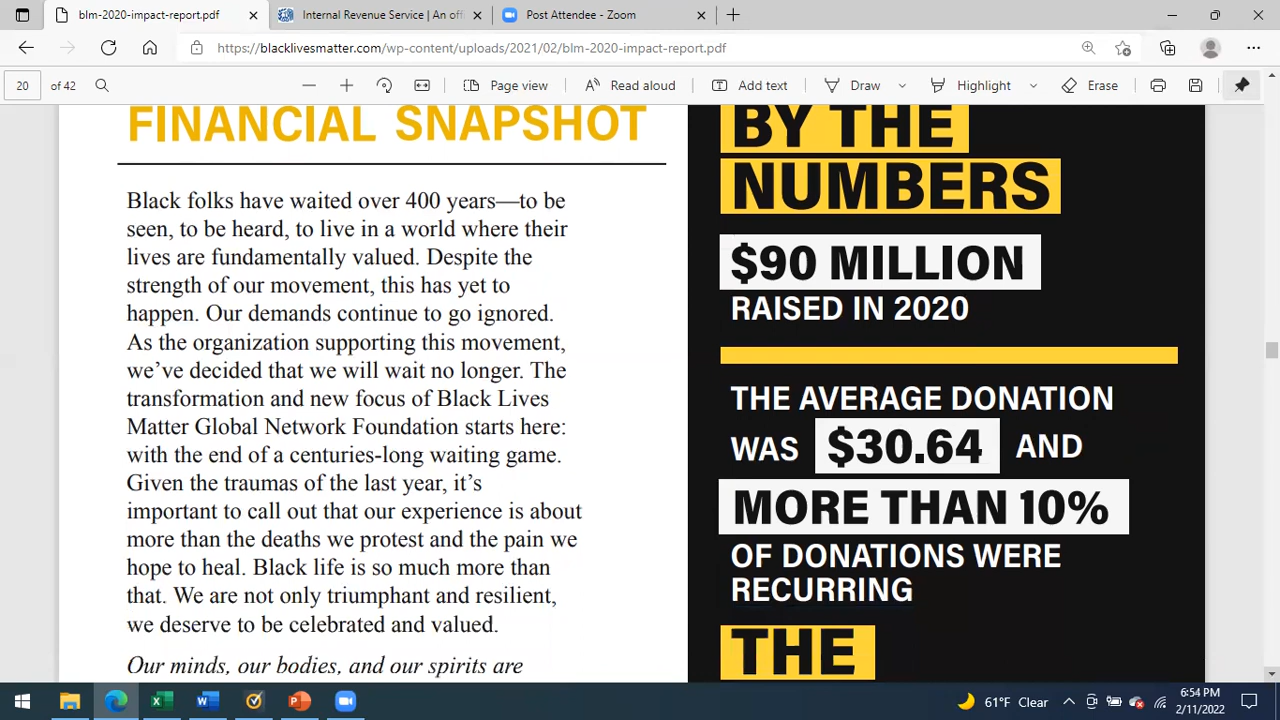 blm-2020-impact-report.pdf
Internal Revenue Service | An off
Post Attendee - Zoom
https://blacklivesmatter.com/wp-content/uploads/2021/02/blm-2020-impact-report.pdf
20 of 42
Page view
Read aloud
Add text
Draw
Highlight
Erase
FINANCIAL SNAPSHOT
Black folks have waited over 400 years—to be
seen, to be heard, to live in a world where their
lives are fundamentally valued. Despite the
strength of our movement, this has yet to
happen. Our demands continue to go ignored.
As the organization supporting this movement,
we’ve decided that we will wait no longer. The
transformation and new focus of Black Lives
Matter Global Network Foundation starts here:
with the end of a centuries-long waiting game.
Given the traumas of the last year, it’s
important to call out that our experience is about
more than the deaths we protest and the pain we
hope to heal. Black life is so much more than
that. We are not only triumphant and resilient,
we deserve to be celebrated and valued.
Our minds, our bodies, and our spirits are
BY THE
NUMBERS
$90 MILLION
RAISED IN 2020
THE AVERAGE DONATION
WAS $30.64 AND
MORE THAN 10%
OF DONATIONS WERE
RECURRING
THE
61°F Clear
6:54 PM
2/11/2022